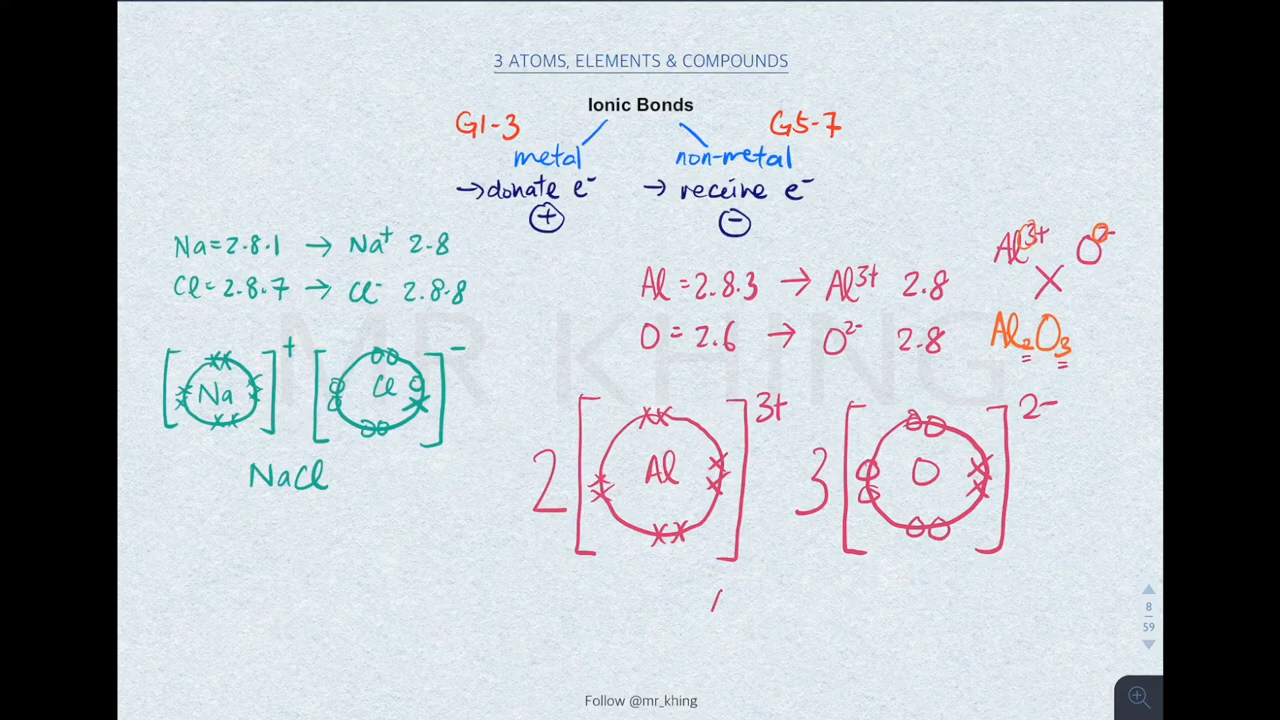 3 ATOMS, ELEMENTS & COMPOUNDS
Ionic Bonds
G1-3 G5-7
metal non-metal
→donate e⁻ → receive e⁻
+ −
Na=2.8.1 → Na⁺ 2.8
Cl=2.8.7 → Cl⁻ 2.8.8
[Na]⁺ [Cl]⁻
NaCl
Al=2.8.3 → Al³⁺ 2.8
O=2.6 → O²⁻ 2.8
Al³⁺ O²⁻
Al₂O₃
2[Al]³⁺ 3[O]²⁻
MR KHING
8
59
Follow @mr_khing